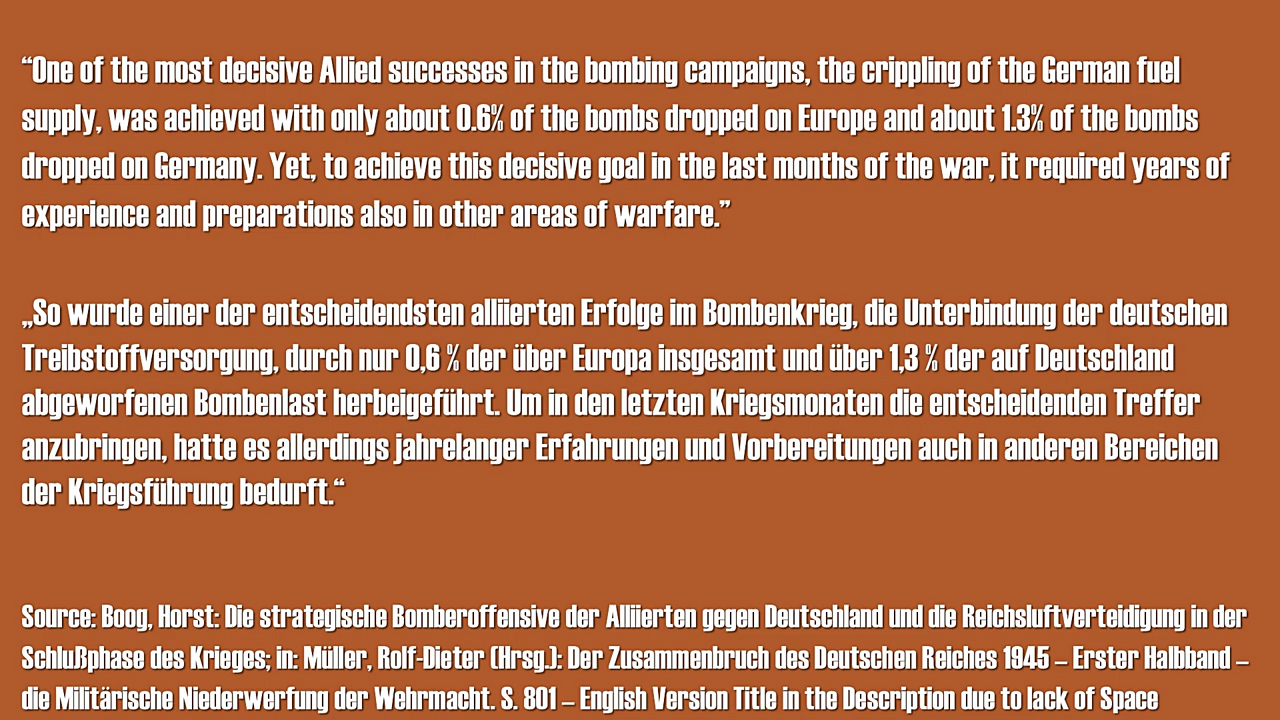 “One of the most decisive Allied successes in the bombing campaigns, the crippling of the German fuel
supply, was achieved with only about 0.6% of the bombs dropped on Europe and about 1.3% of the bombs
dropped on Germany. Yet, to achieve this decisive goal in the last months of the war, it required years of
experience and preparations also in other areas of warfare.”
„So wurde einer der entscheidendsten alliierten Erfolge im Bombenkrieg, die Unterbindung der deutschen
Treibstoffversorgung, durch nur 0,6 % der über Europa insgesamt und über 1,3 % der auf Deutschland
abgeworfenen Bombenlast herbeigeführt. Um in den letzten Kriegsmonaten die entscheidenden Treffer
anzubringen, hatte es allerdings jahrelanger Erfahrungen und Vorbereitungen auch in anderen Bereichen
der Kriegsführung bedurft.“
Source: Boog, Horst: Die strategische Bomberoffensive der Alliierten gegen Deutschland und die Reichsluftverteidigung in der
Schlußphase des Krieges; in: Müller, Rolf-Dieter (Hrsg.): Der Zusammenbruch des Deutschen Reiches 1945 – Erster Halbband –
die Militärische Niederwerfung der Wehrmacht. S. 801 – English Version Title in the Description due to lack of Space